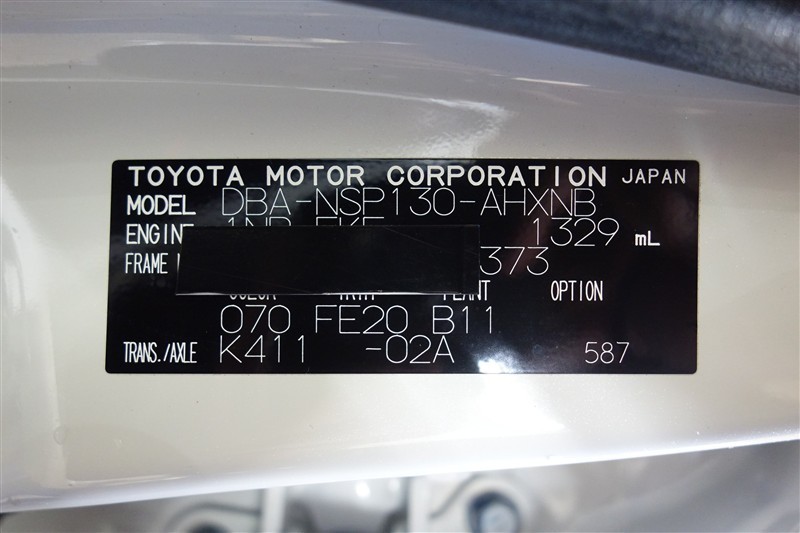 TOYOTA MOTOR CORPORATION JAPAN
MODEL DBA-NSP130-AHXNB
1329 mL
FRAME 373
OPTION
070 FE20 B11
TRANS./AXLE K411 -02A 587